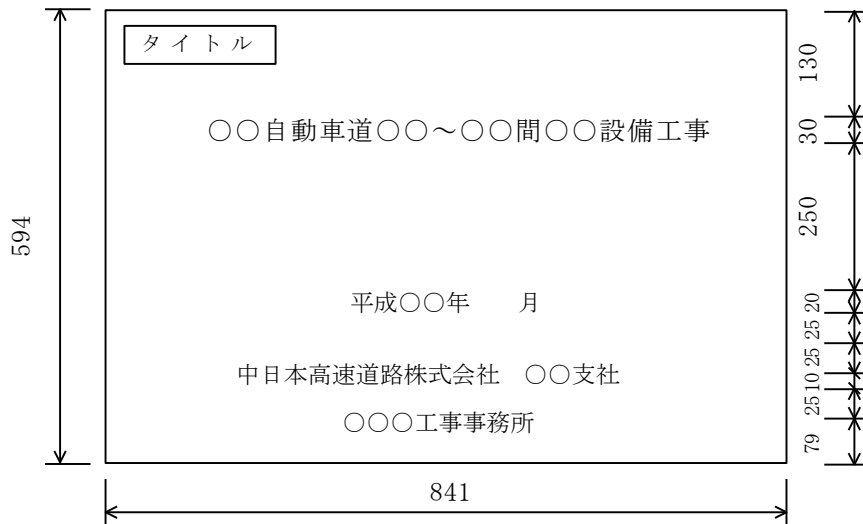 タイトル
○○自動車道○○～○○間○○設備工事
平成○○年　　月
中日本高速道路株式会社　○○支社
○○○工事事務所
594
841
130
30
250
20
25
25
10
25
79